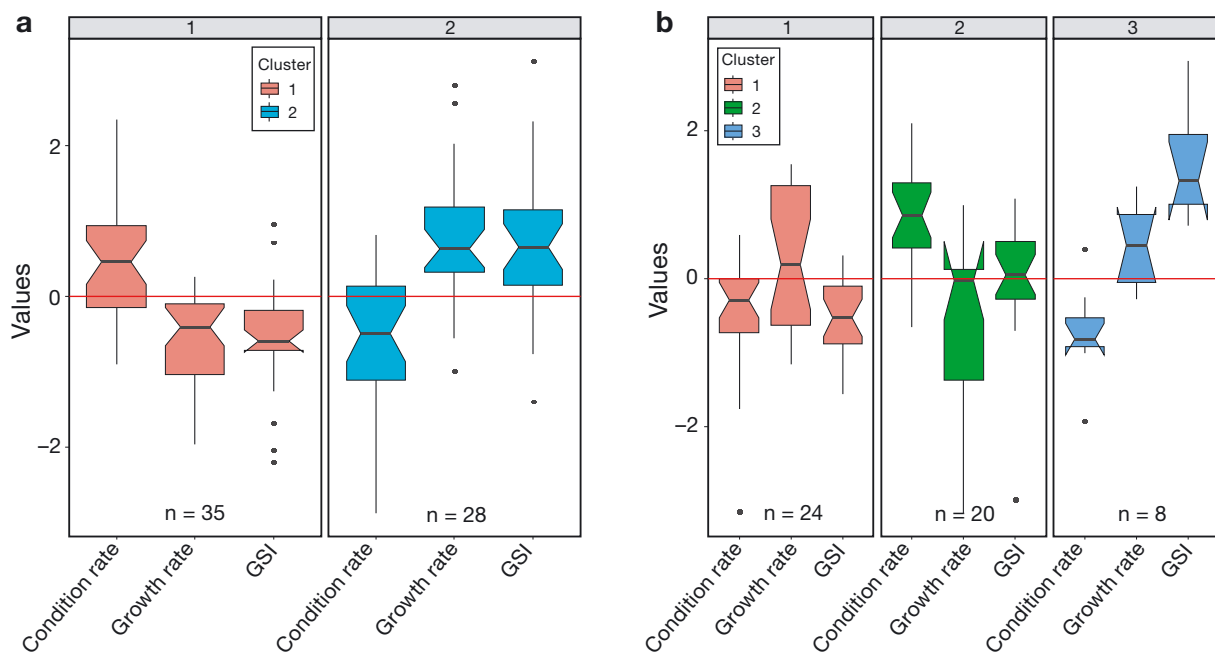 a
1
2
Cluster
1
2
Values
2
0
−2
n = 35
n = 28
Condition rate
Growth rate
GSI
Condition rate
Growth rate
GSI
b
1
2
3
Cluster
1
2
3
Values
2
0
−2
n = 24
n = 20
n = 8
Condition rate
Growth rate
GSI
Condition rate
Growth rate
GSI
Condition rate
Growth rate
GSI